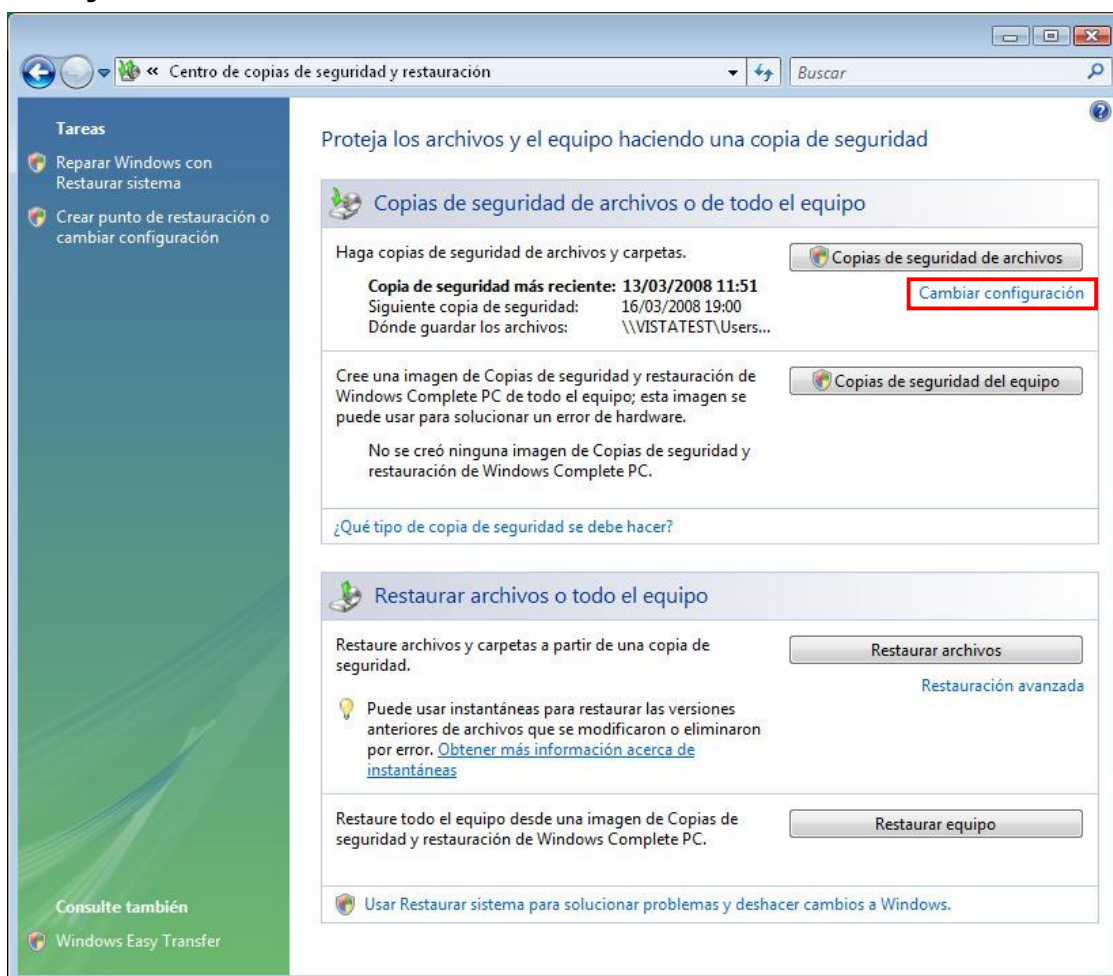 Centro de copias de seguridad y restauración
Buscar
Tareas
Reparar Windows con
Restaurar sistema
Crear punto de restauración o
cambiar configuración
Proteja los archivos y el equipo haciendo una copia de seguridad
Copias de seguridad de archivos o de todo el equipo
Haga copias de seguridad de archivos y carpetas.
Copias de seguridad de archivos
Cambiar configuración
Copia de seguridad más reciente: 13/03/2008 11:51
Siguiente copia de seguridad: 16/03/2008 19:00
Dónde guardar los archivos: \\VISTATEST\Users...
Cree una imagen de Copias de seguridad y restauración de
Windows Complete PC de todo el equipo; esta imagen se
puede usar para solucionar un error de hardware.
Copias de seguridad del equipo
No se creó ninguna imagen de Copias de seguridad y
restauración de Windows Complete PC.
¿Qué tipo de copia de seguridad se debe hacer?
Restaurar archivos o todo el equipo
Restaure archivos y carpetas a partir de una copia de
seguridad.
Restaurar archivos
Restauración avanzada
Puede usar instantáneas para restaurar las versiones
anteriores de archivos que se modificaron o eliminaron
por error. Obtener más información acerca de
instantáneas
Restaure todo el equipo desde una imagen de Copias de
seguridad y restauración de Windows Complete PC.
Restaurar equipo
Usar Restaurar sistema para solucionar problemas y deshacer cambios a Windows.
Consulte también
Windows Easy Transfer